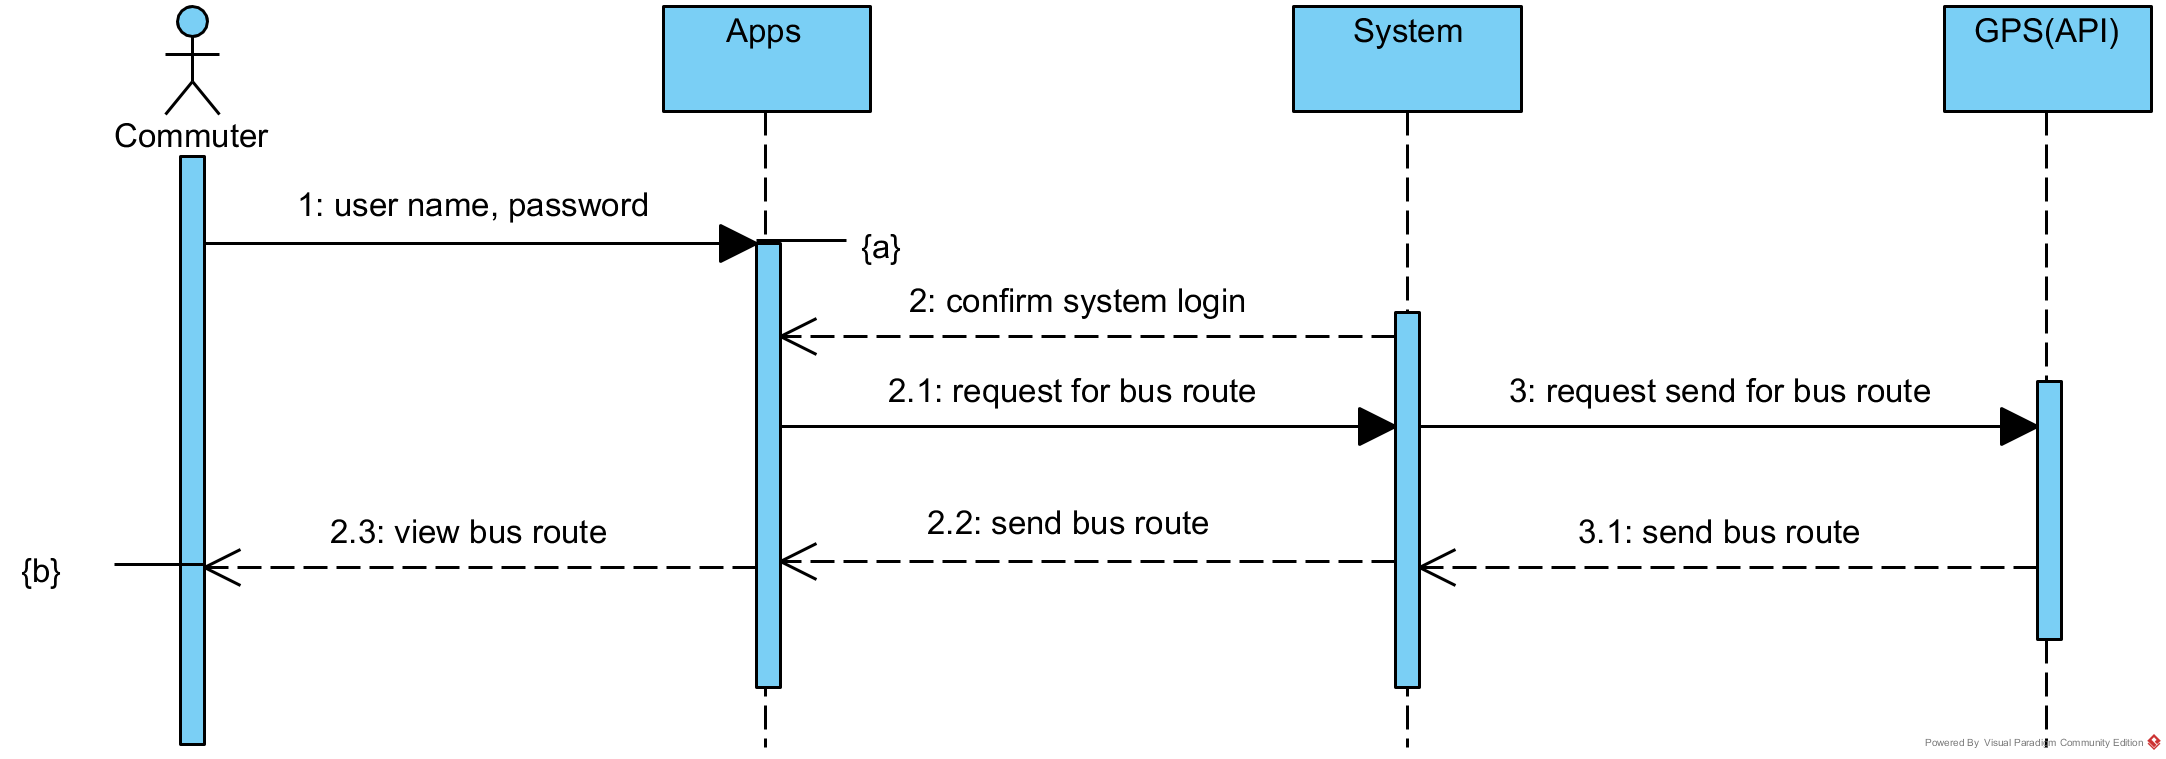 Apps
System
GPS(API)
Commuter
1: user name, password
{a}
2: confirm system login
2.1: request for bus route
3: request send for bus route
2.3: view bus route
2.2: send bus route
3.1: send bus route
{b}
Powered By Visual Paradigm Community Edition